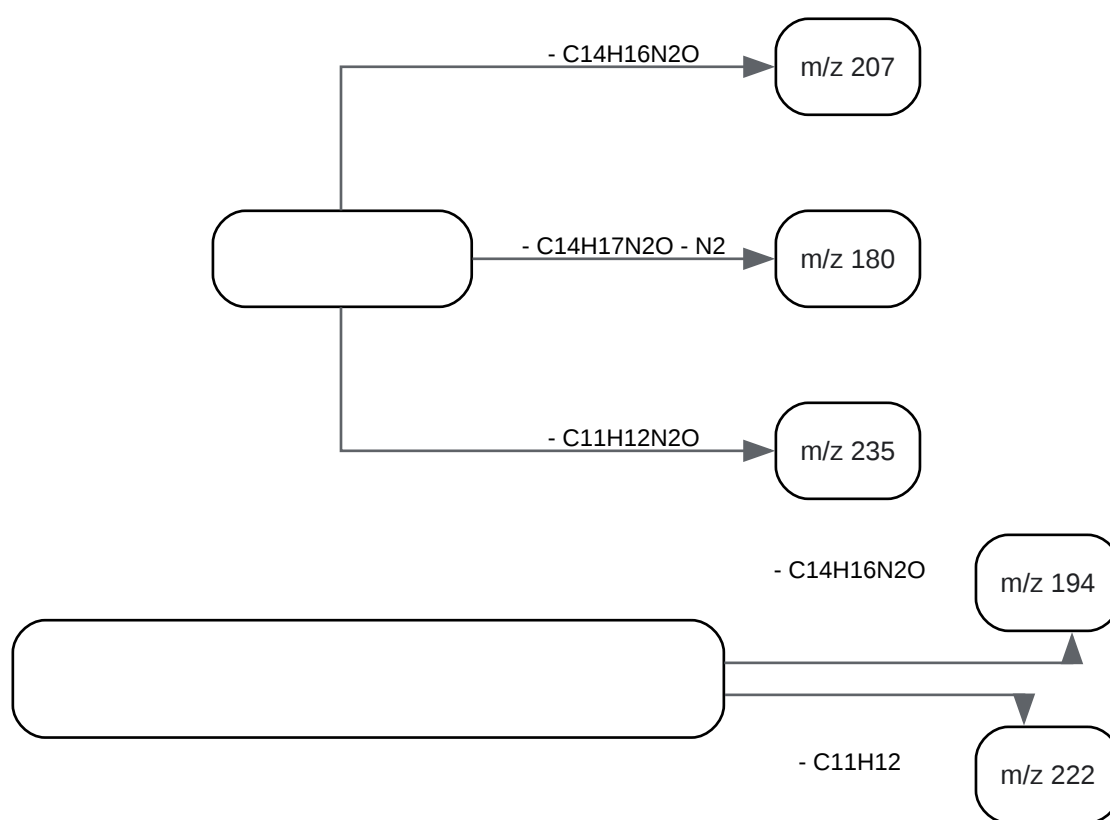 - C14H16N2O
m/z 207
- C14H17N2O - N2
m/z 180
- C11H12N2O
m/z 235
- C14H16N2O
m/z 194
- C11H12
m/z 222